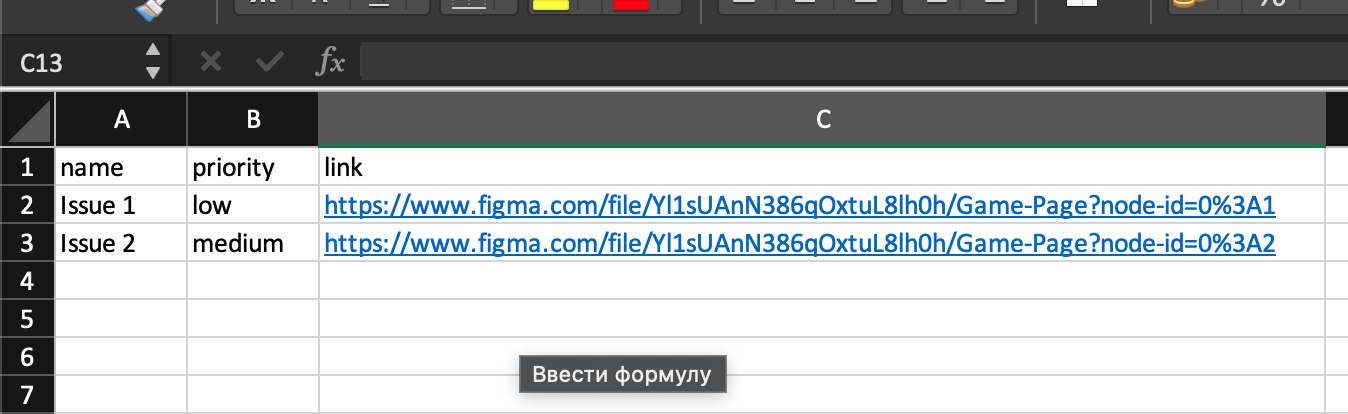 C13
fx
A B C
1 name priority link
2 Issue 1 low https://www.figma.com/file/Yl1sUAnN386qOxtuL8lh0h/Game-Page?node-id=0%3A1
3 Issue 2 medium https://www.figma.com/file/Yl1sUAnN386qOxtuL8lh0h/Game-Page?node-id=0%3A2
4
5
6
Ввести формулу
7